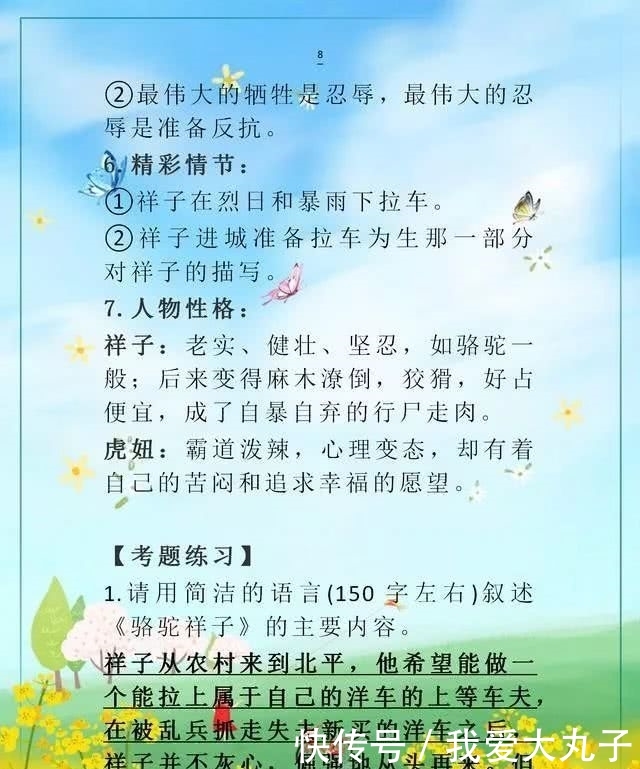 8
②最伟大的牺牲是忍辱，最伟大的忍
辱是准备反抗。
6.精彩情节：
①祥子在烈日和暴雨下拉车。
②祥子进城准备拉车为生那一部分
对祥子的描写。
7.人物性格：
祥子：老实、健壮、坚忍，如骆驼一
般；后来变得麻木潦倒，狡猾，好占
便宜，成了自暴自弃的行尸走肉。
虎妞：霸道泼辣，心理变态，却有着
自己的苦闷和追求幸福的愿望。
【考题练习】
1.请用简洁的语言(150 字左右)叙述
《骆驼祥子》的主要内容。
祥子从农村来到北平，他希望能做一
个能拉上属于自己的洋车的上等车夫，
在被乱兵抓走失去新买的洋车之后，
祥子并不灰心，
从头再来。但
快传号 / 我爱大丸子